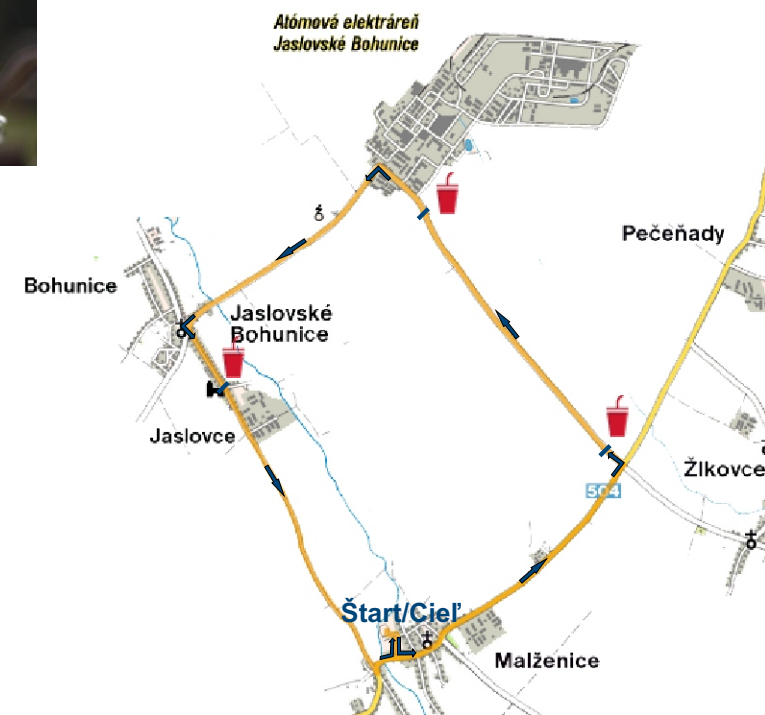 Atómová elektráreň
Jaslovské Bohunice
Pečeňady
Bohunice
Jaslovské
Bohunice
Jaslovce
Žlkovce
504
Štart/Cieľ
Malženice